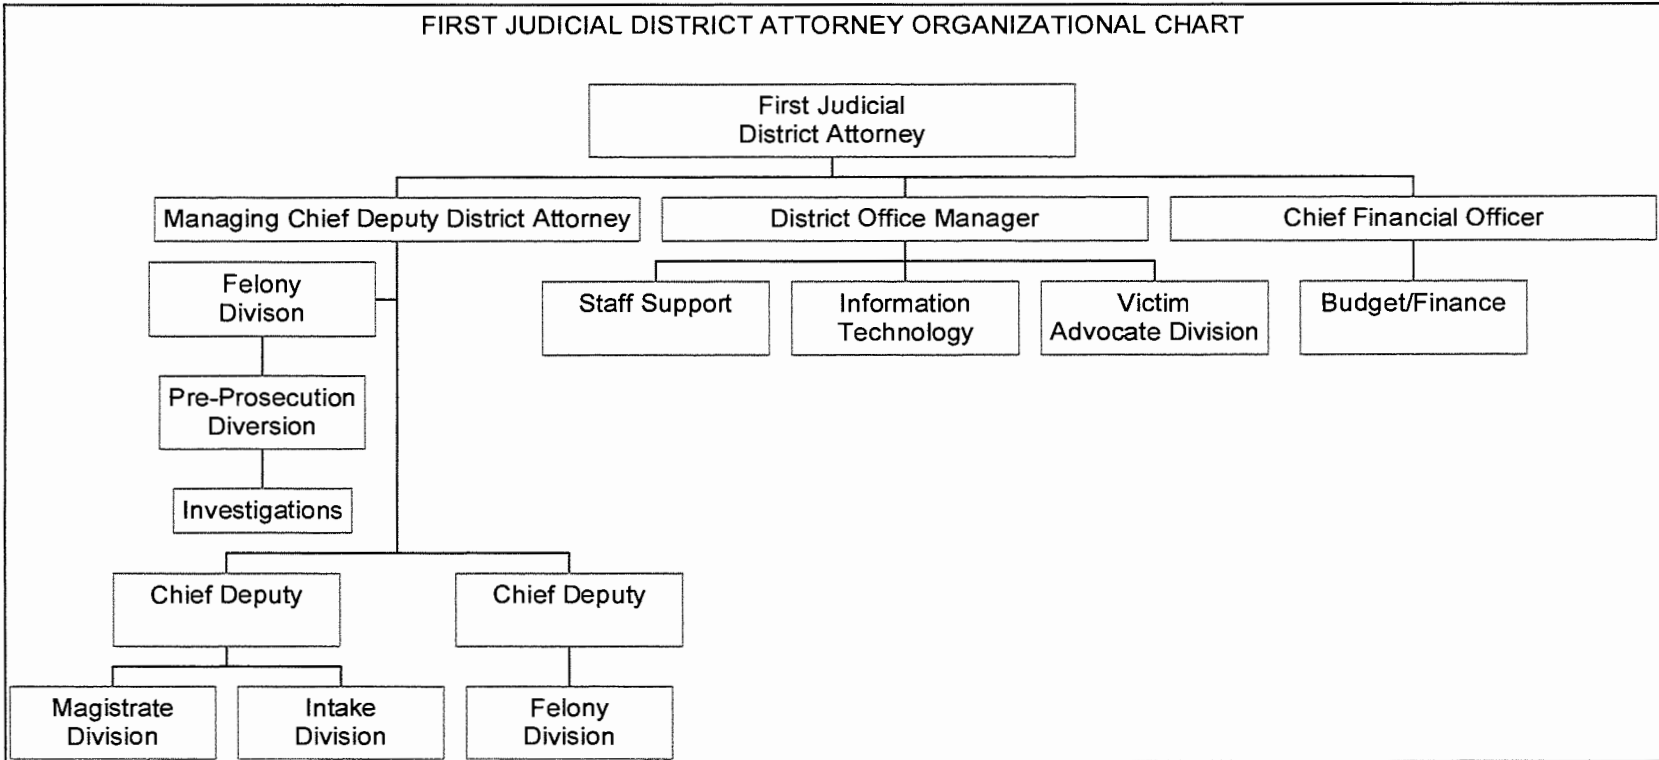 FIRST JUDICIAL DISTRICT ATTORNEY ORGANIZATIONAL CHART
First Judicial
District Attorney
Managing Chief Deputy District Attorney
District Office Manager
Chief Financial Officer
Felony
Divison
Staff Support
Information
Technology
Victim
Advocate Division
Budget/Finance
Pre-Prosecution
Diversion
Investigations
Chief Deputy
Chief Deputy
Magistrate
Division
Intake
Division
Felony
Division